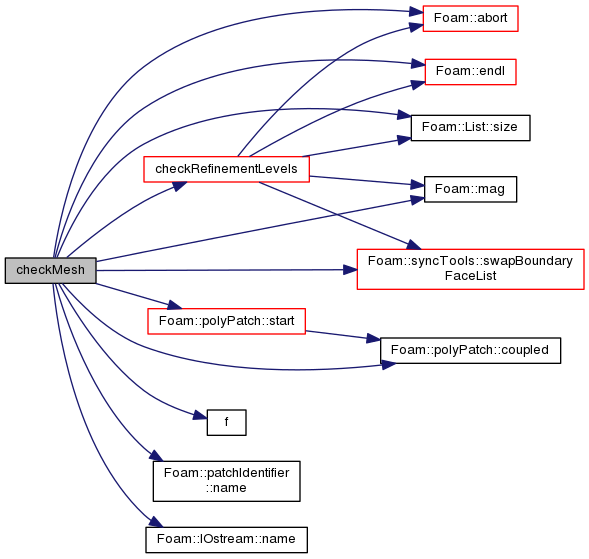 Foam::abort
Foam::endl
Foam::List::size
checkRefinementLevels
Foam::mag
checkMesh
Foam::syncTools::swapBoundary
FaceList
Foam::polyPatch::start
Foam::polyPatch::coupled
f
Foam::patchIdentifier
::name
Foam::IOstream::name